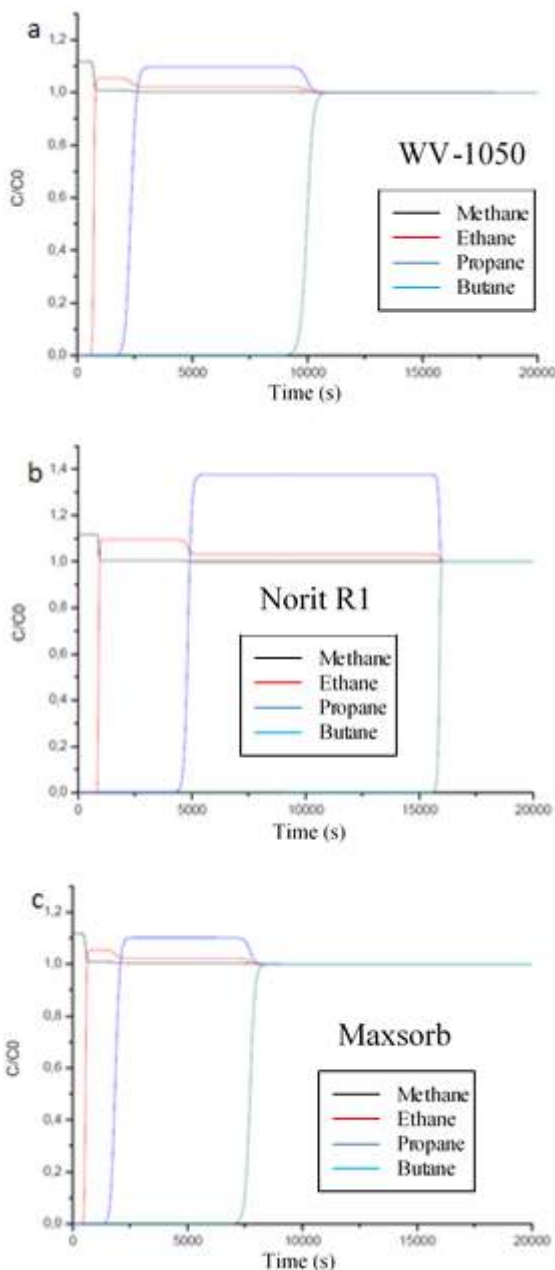 a
1,2
1,0
0,8
0,6
0,4
0,2
0,0
C/C0
WV-1050
Methane
Ethane
Propane
Butane
0 5000 10000 15000 20000
Time (s)
b
1,4
1,2
1,0
0,8
0,6
0,4
0,2
0,0
C/C0
Norit R1
Methane
Ethane
Propane
Butane
0 5000 10000 15000 20000
Time (s)
c
1,2
1,0
0,8
0,6
0,4
0,2
0,0
C/C0
Maxsorb
Methane
Ethane
Propane
Butane
0 5000 10000 15000 20000
Time (s)